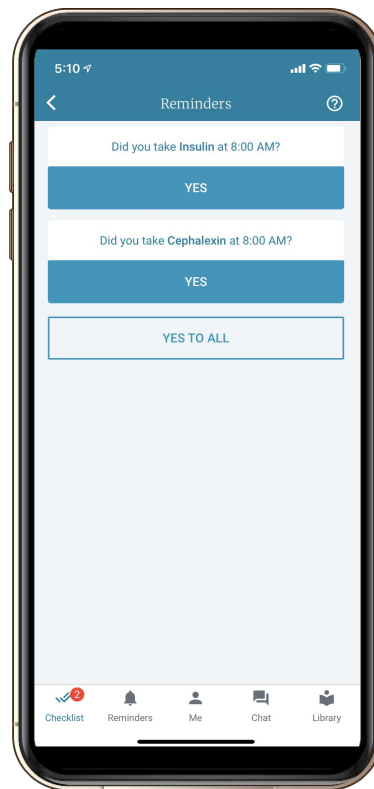 5:10
Reminders
Did you take Insulin at 8:00 AM?
YES
Did you take Cephalexin at 8:00 AM?
YES
YES TO ALL
2
Checklist Reminders Me Chat Library